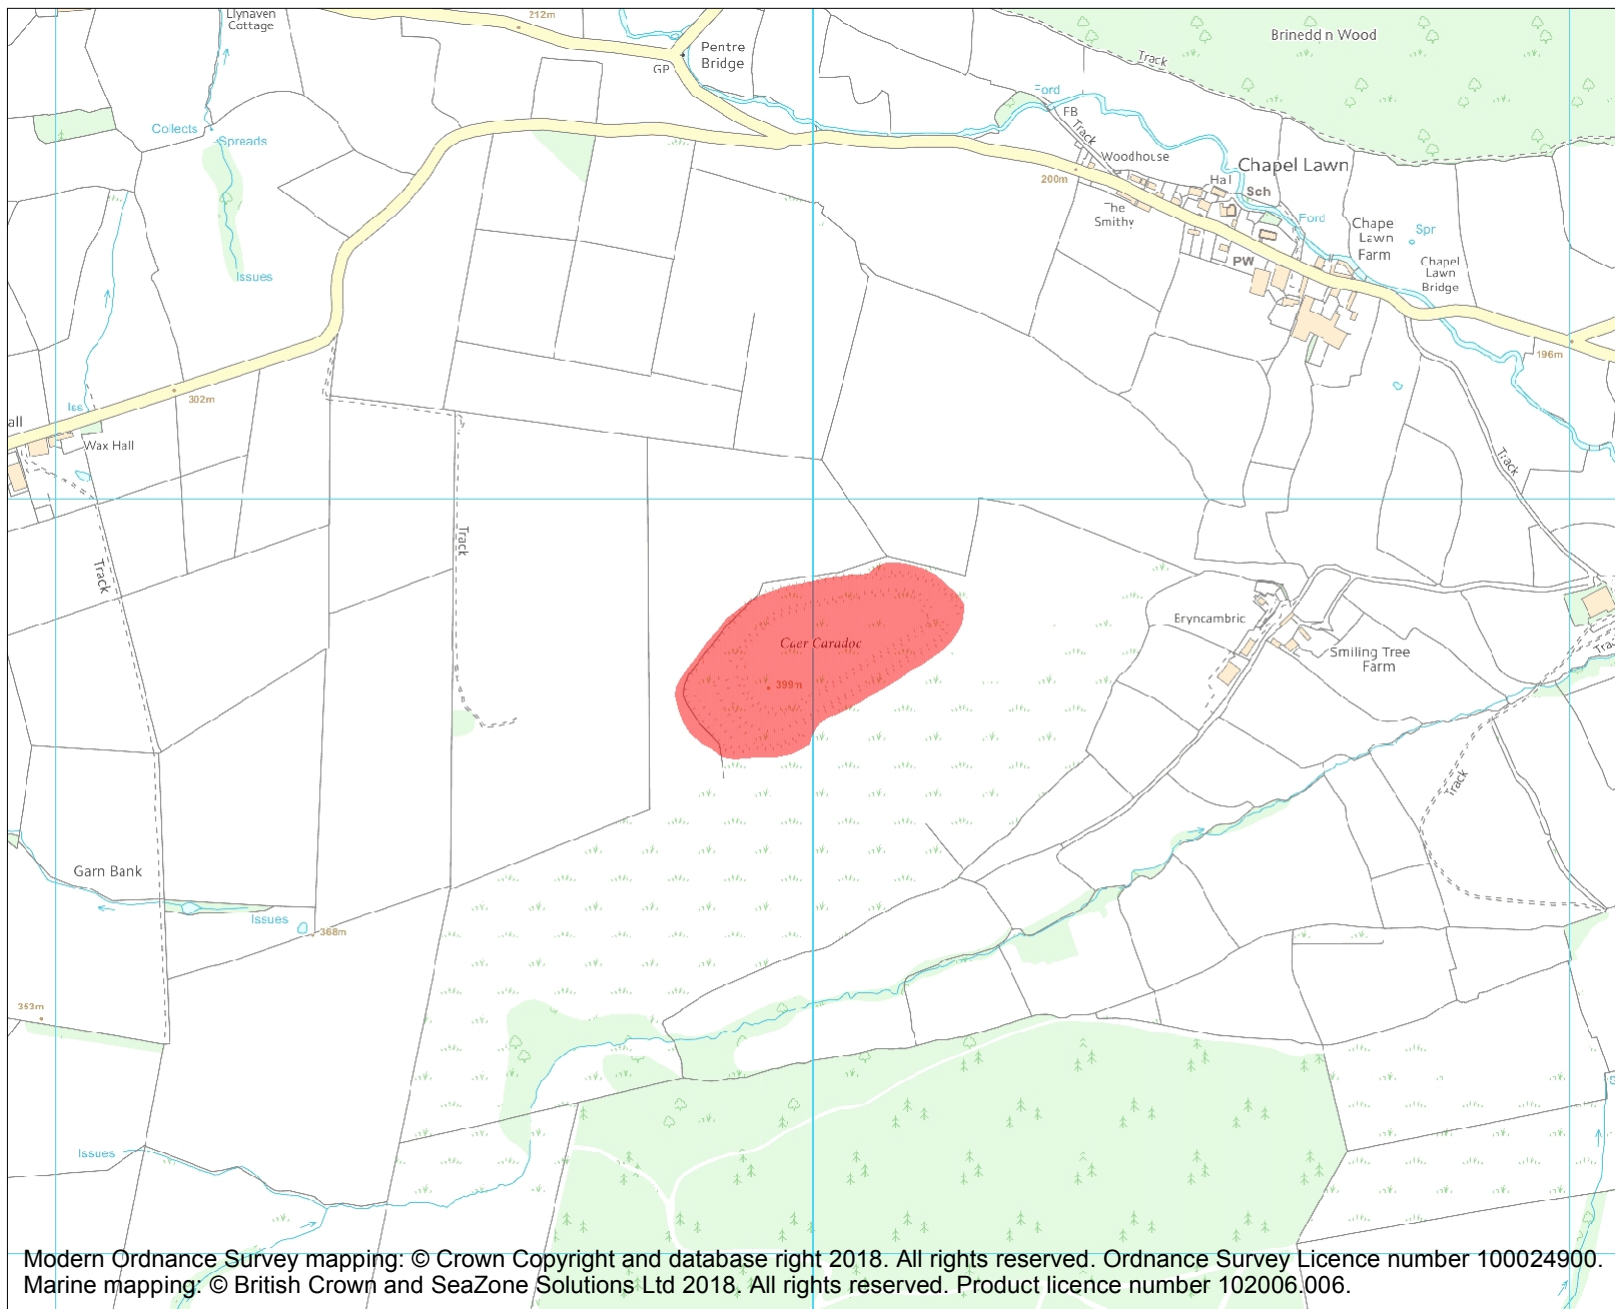 Llynaven
Cottage
212m
Pentre
Bridge
GP
Track
Brinedd n Wood
Collects
Spreads
Issues
Ford
FB
Track
Woodhouse
200m
The
Smithy
Hal
Sch
Chapel Lawn
Ford
PW
Chape
Lawn
Farm
Spr
Chapel
Lawn
Bridge
196m
302m
Iss
all
Wax Hall
Track
Track
Track
Caer Caradoc
399m
Eryncambric
Smiling Tree
Farm
Track
Garn Bank
Issues
368m
353m
Issues
Modern Ordnance Survey mapping: © Crown Copyright and database right 2018. All rights reserved. Ordnance Survey Licence number 100024900.
Marine mapping: © British Crown and SeaZone Solutions Ltd 2018. All rights reserved. Product licence number 102006.006.